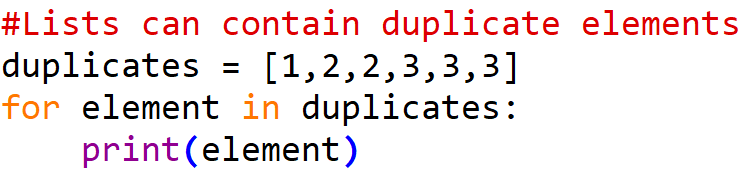 #Lists can contain duplicate elements
duplicates = [1,2,2,3,3,3]
for element in duplicates:
    print(element)